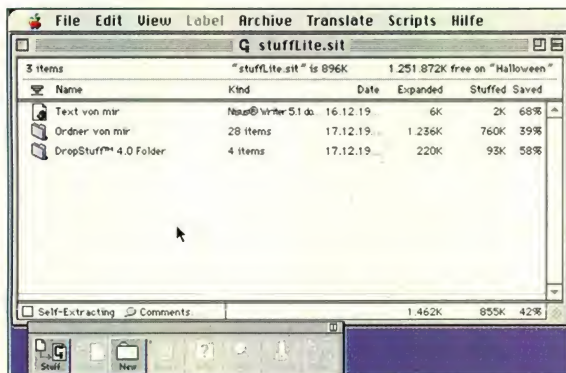 File Edit View Label Archive Translate Scripts Hilfe
stuffLite.sit
3 items "stuffLite.sit" is 896K 1.251.872K free on "Halloween"
Name Kind Date Expanded Stuffed Saved
Text von mir Nisus® Writer 5.1 do... 16.12.19... 6K 2K 68%
Ordner von mir 28 items 17.12.19... 1.236K 760K 39%
DropStuff™ 4.0 Folder 4 items 17.12.19... 220K 93K 58%
Self-Extracting Comments 1.462K 855K 42%
Stuff New